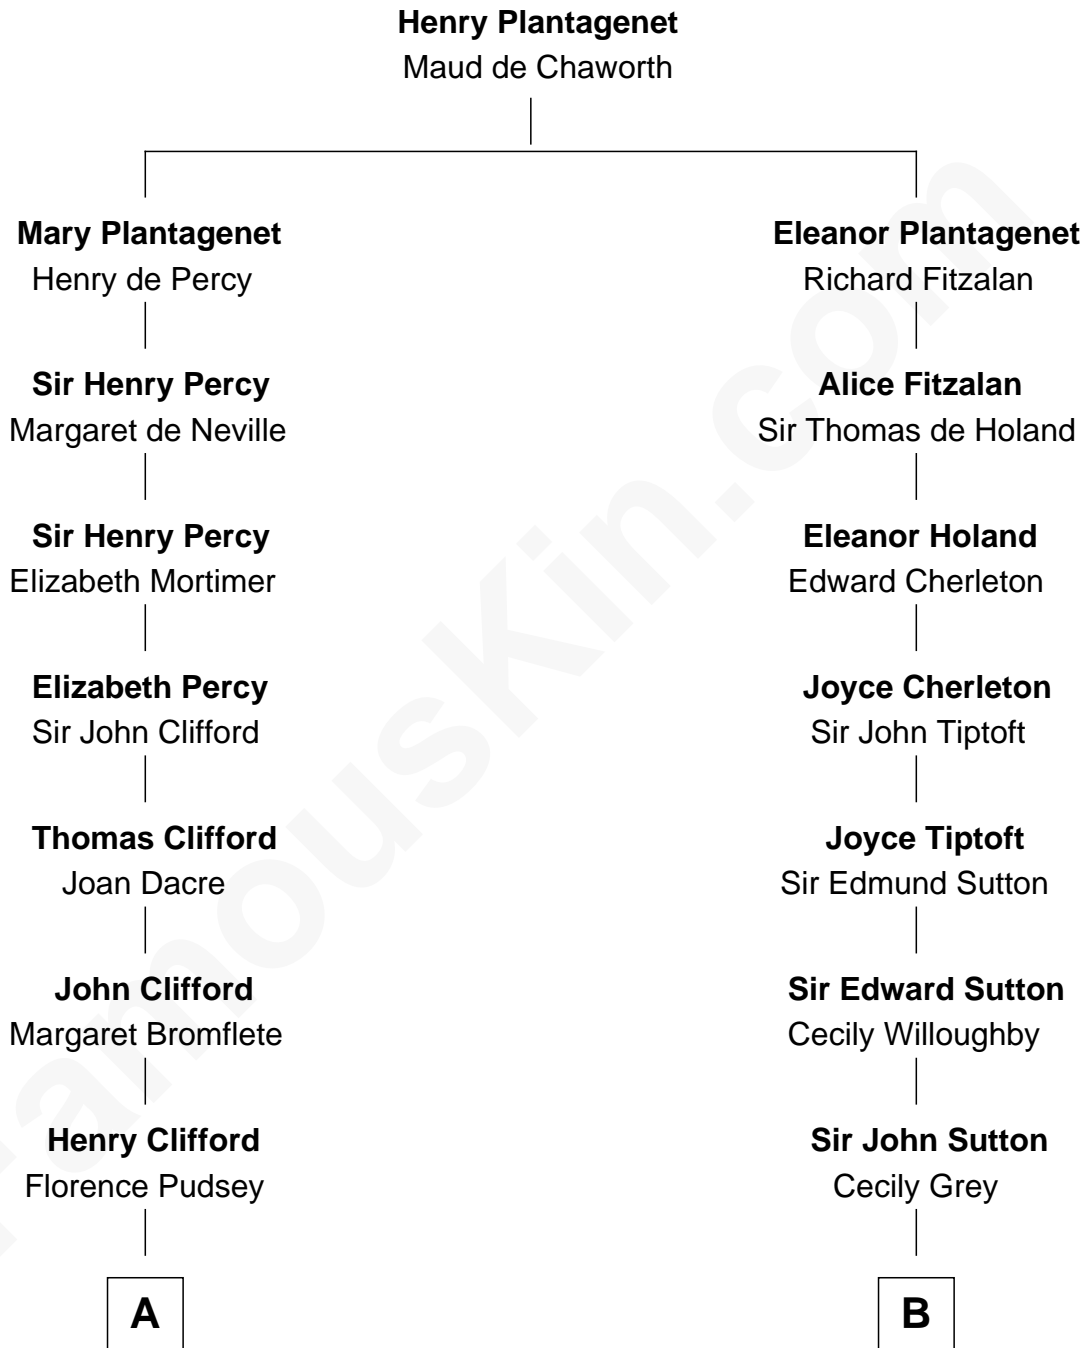 Henry Plantagenet
Maud de Chaworth
Mary Plantagenet
Henry de Percy
Eleanor Plantagenet
Richard Fitzalan
Sir Henry Percy
Margaret de Neville
Alice Fitzalan
Sir Thomas de Holand
Sir Henry Percy
Elizabeth Mortimer
Eleanor Holand
Edward Cherleton
Elizabeth Percy
Sir John Clifford
Joyce Cherleton
Sir John Tiptoft
Thomas Clifford
Joan Dacre
Joyce Tiptoft
Sir Edmund Sutton
John Clifford
Margaret Bromflete
Sir Edward Sutton
Cecily Willoughby
Henry Clifford
Florence Pudsey
Sir John Sutton
Cecily Grey
A
B
FamousKin.com